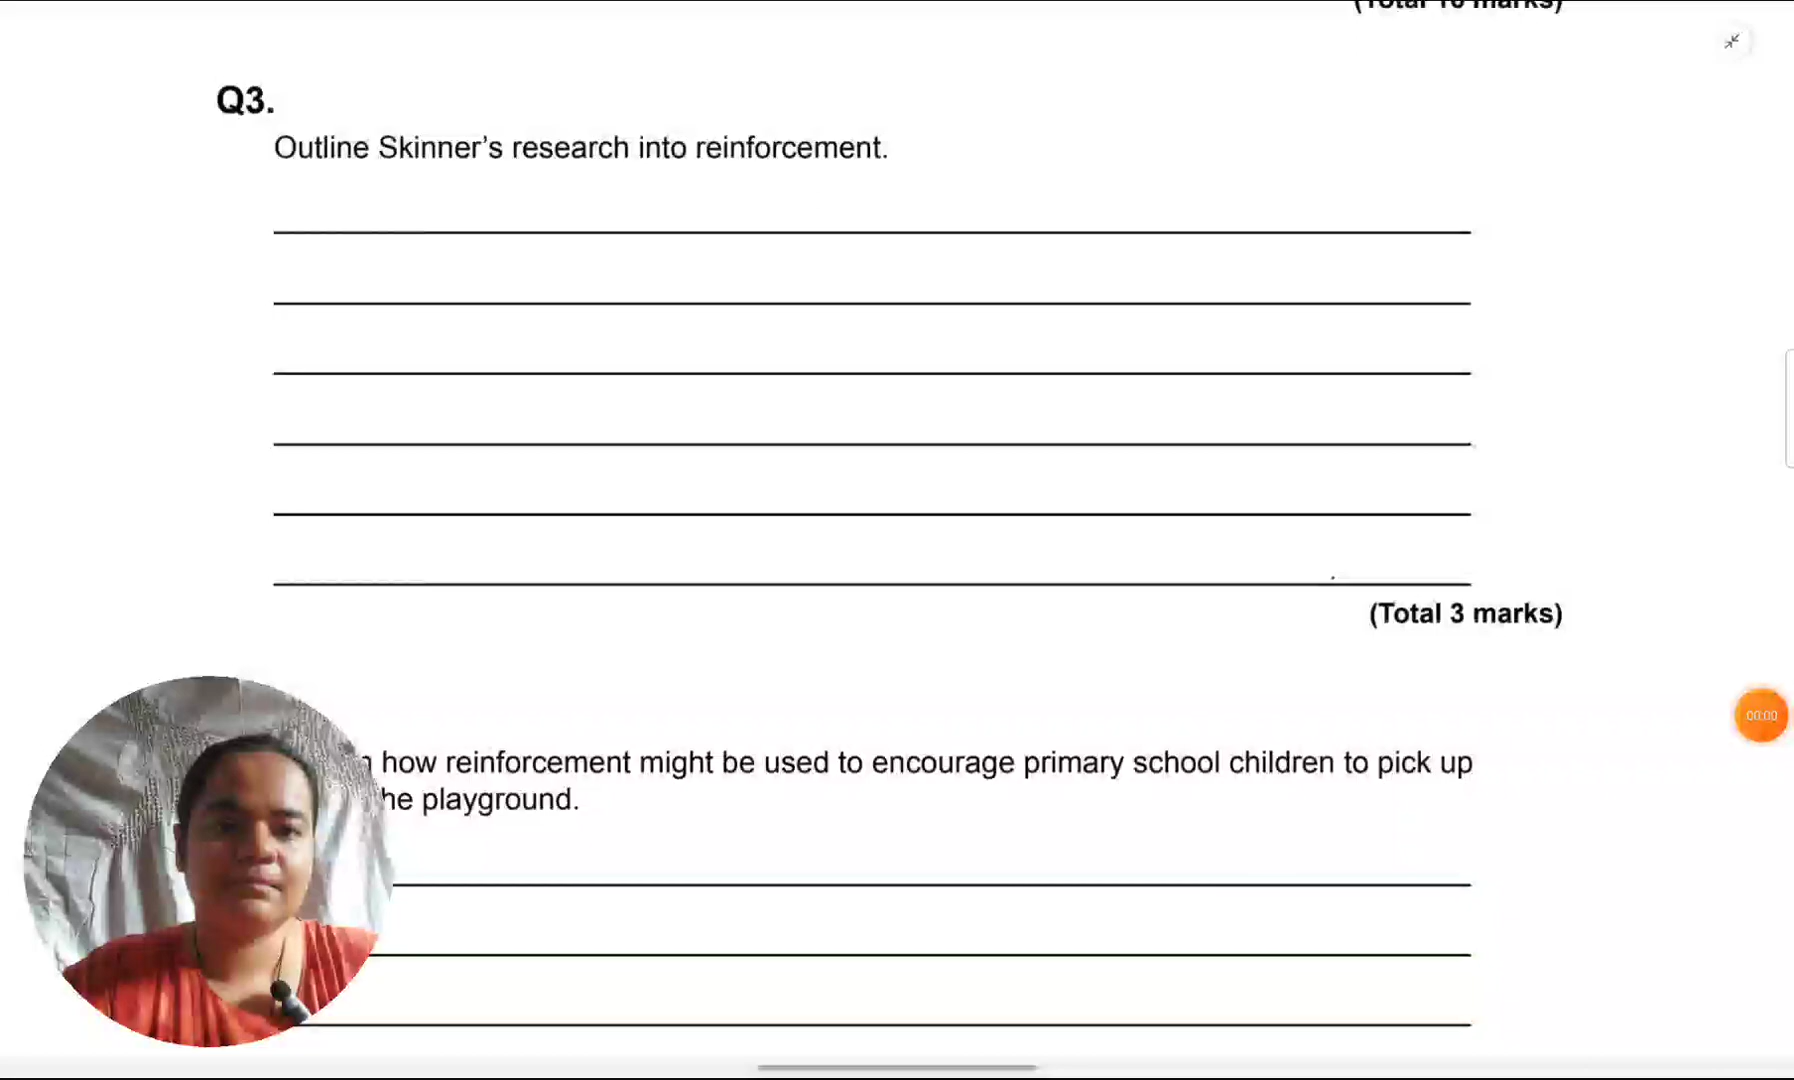 Q3.
Outline Skinner’s research into reinforcement.
(Total 3 marks)
00:00
how reinforcement might be used to encourage primary school children to pick up
playground.